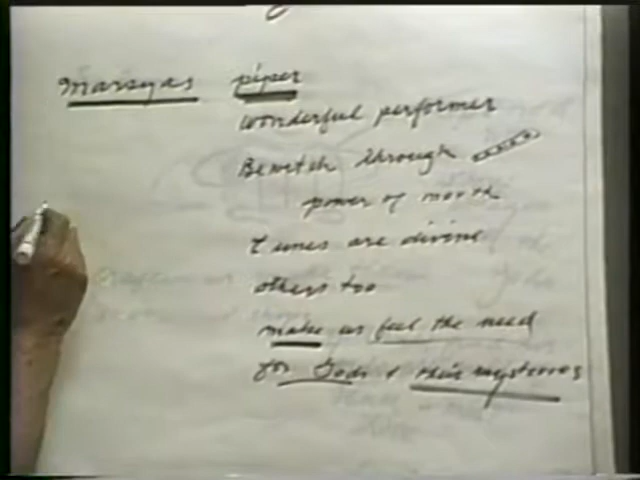 Marsyas piper
wonderful performer
Bewitch through
power of mouth
Tunes are divine
others too
make us feel the need
for Gods & their mysteries